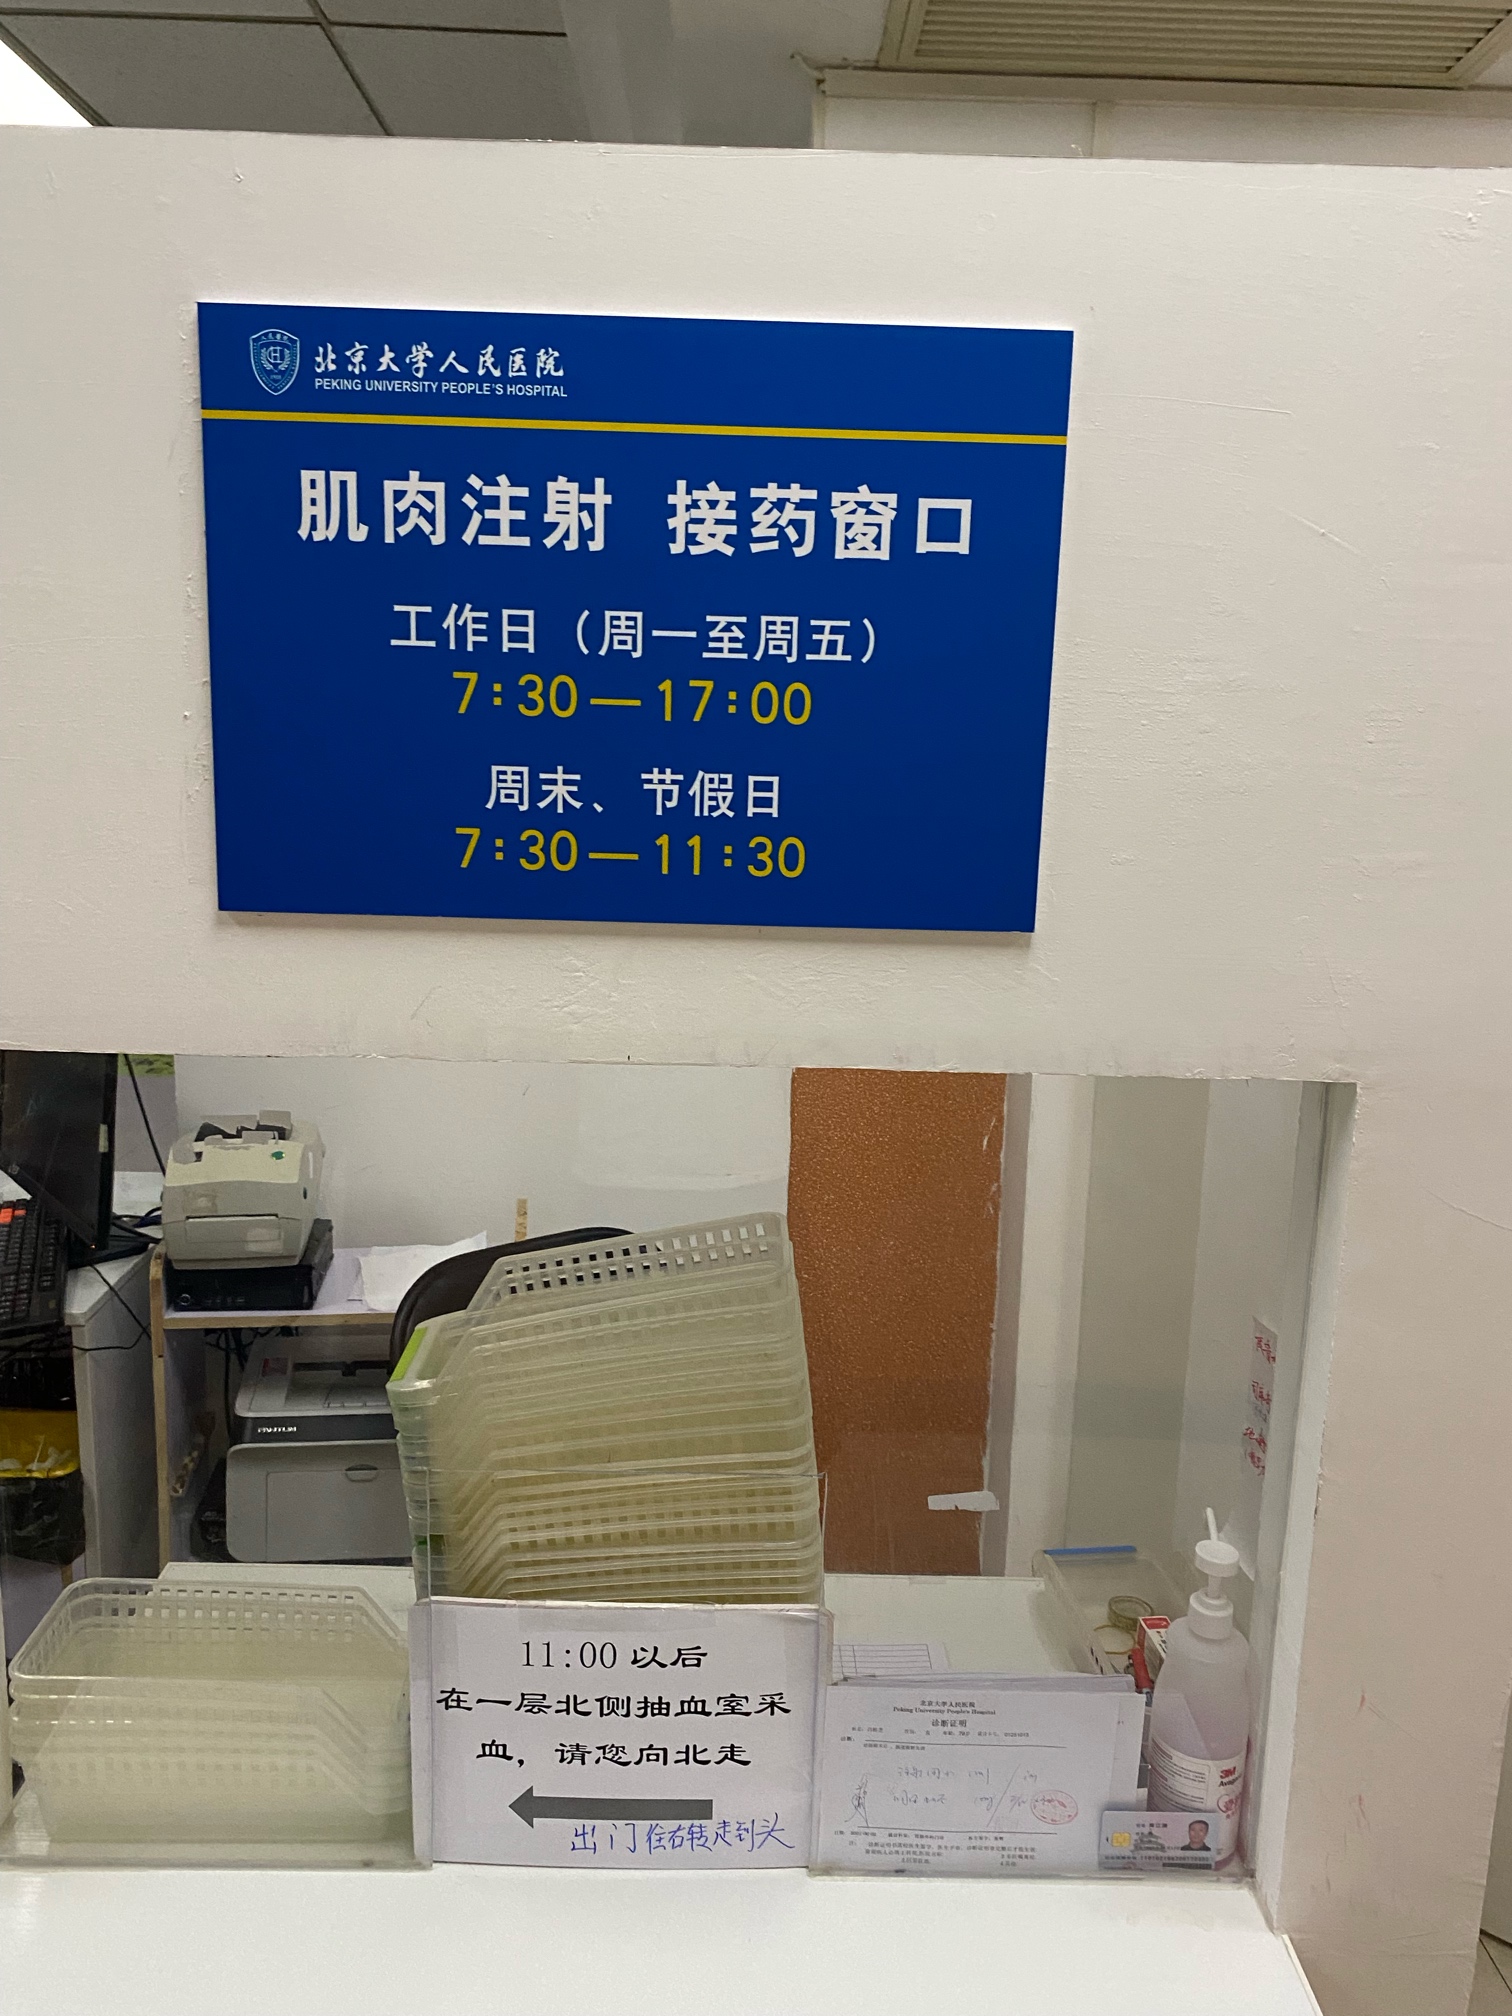 北京大学人民医院
PEKING UNIVERSITY PEOPLE'S HOSPITAL
肌肉注射 接药窗口
工作日（周一至周五）
7:30—17:00
周末、节假日
7:30—11:30
PANTUM
11:00 以后
在一层北侧抽血室采
血，请您向北走
出门往右转走到头
北京大学人民医院
Peking University People's Hospital
诊断证明
3M